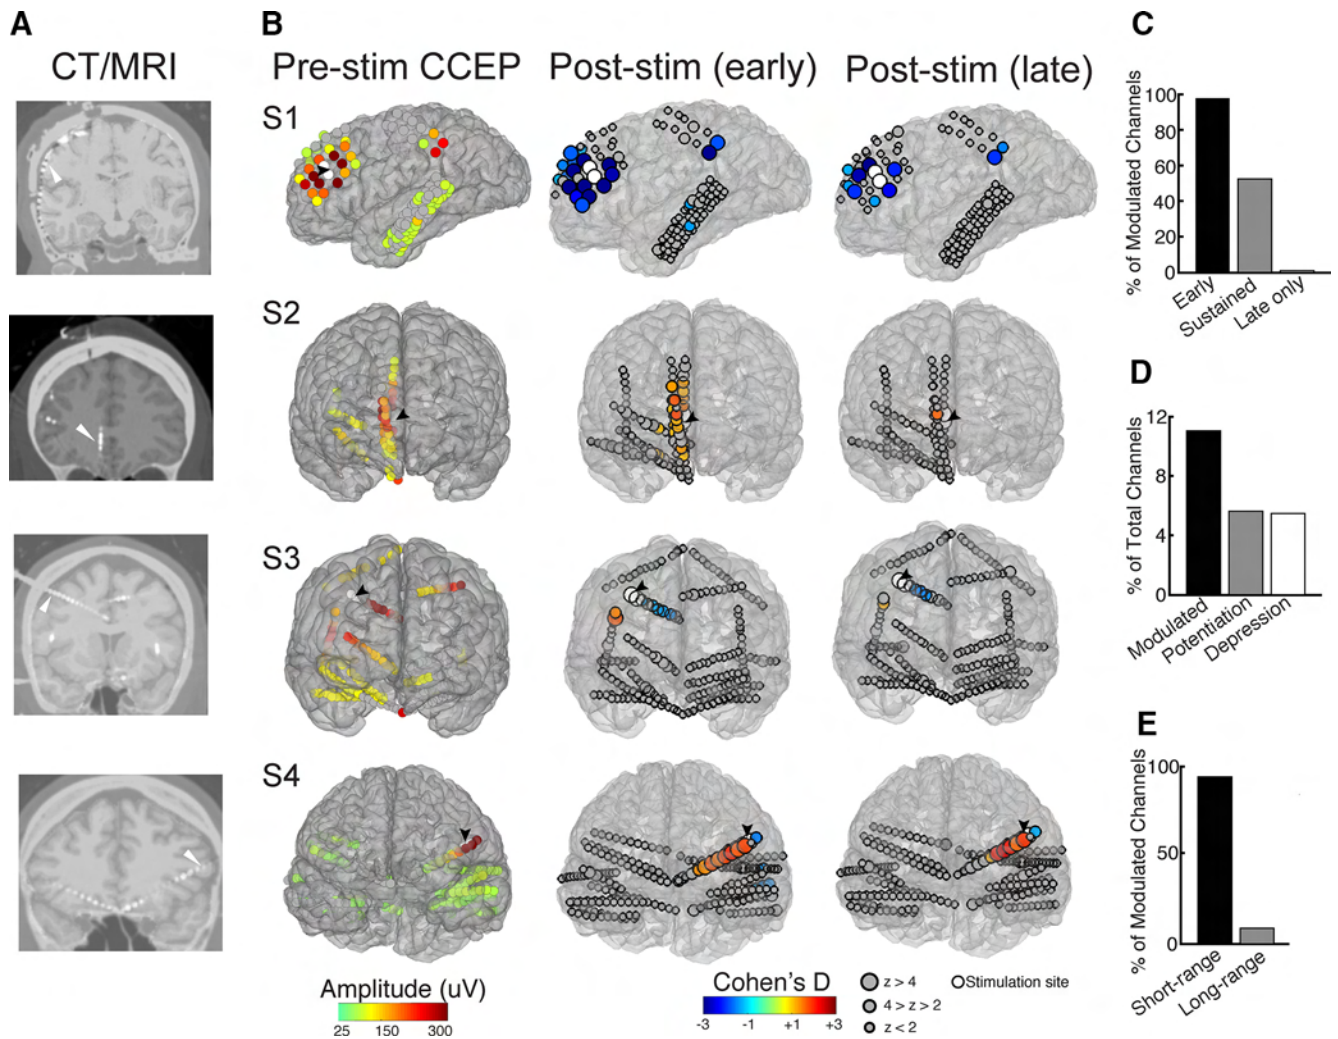 A
CT/MRI
B
Pre-stim CCEP
Post-stim (early)
Post-stim (late)
S1
S2
S3
S4
Amplitude (uV)
25 150 300
Cohen's D
-3 -1 +1 +3
z > 4
4 > z > 2
z < 2
Stimulation site
C
% of Modulated Channels
100
80
60
40
20
0
Early
Sustained
Late only
D
% of Total Channels
12
8
4
0
Modulated
Potentiation
Depression
E
% of Modulated Channels
100
50
0
Short-range
Long-range